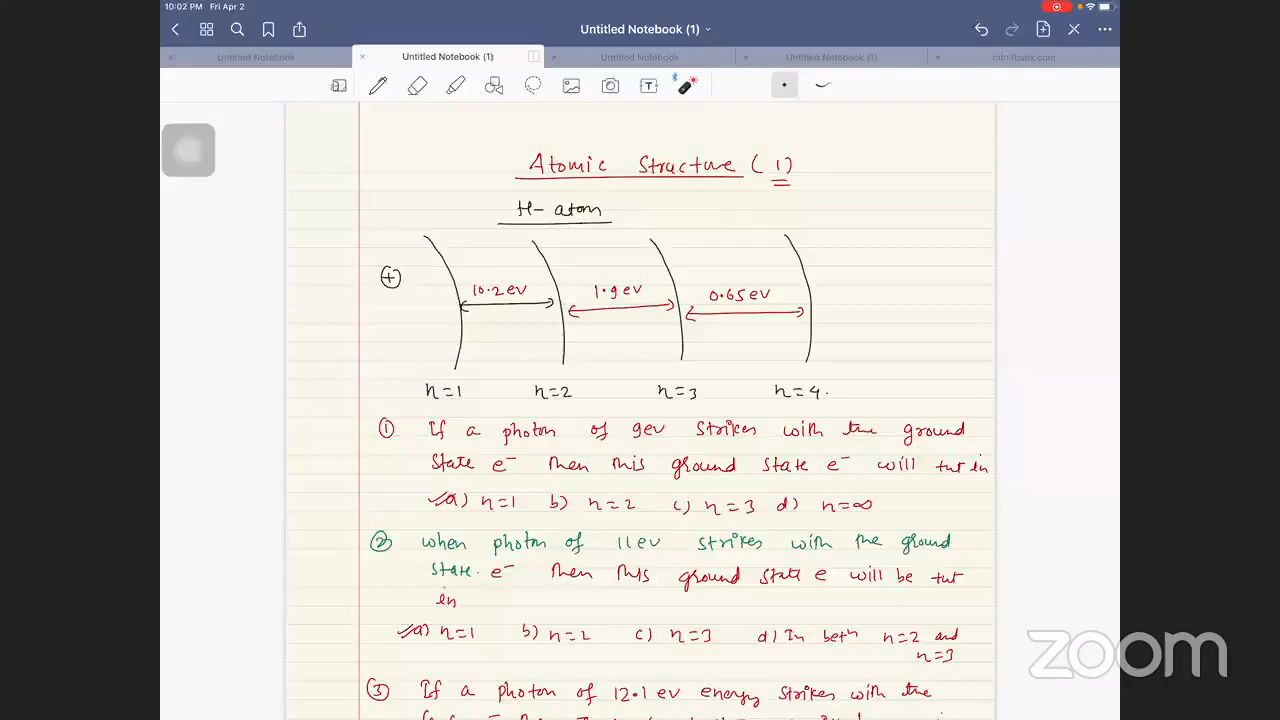 10:02 PM Fri Apr 2
Untitled Notebook (1)
Untitled Notebook
Untitled Notebook (1)
Untitled Notebook
Untitled Notebook (1)
Atomic Structure (1)
H- atom
+
10.2 ev 1.9 ev 0.65 ev
n=1 n=2 n=3 n=4.
① If a photon of 9ev strikes with the ground
state e⁻ then this ground state e⁻ will in
a) n=1 b) n=2 c) n=3 d) n=∞
② when photon of 11ev strikes with the ground
state. e⁻ then this ground state e will be
in
a) n=1 b) n=2 c) n=3 d) In both n=2 and
n=3
③ If a photon of 12.1 ev energy strikes with the
zoom